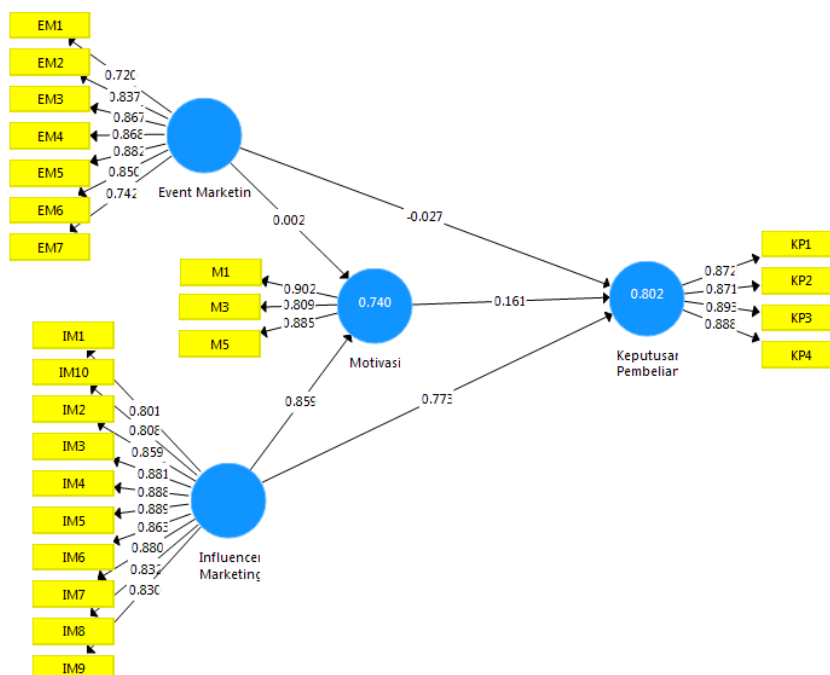 EM1
EM2
EM3
EM4
EM5
EM6
EM7
0.720
0.837
0.867
0.868
0.882
0.850
0.742
Event Marketin
0.002
-0.027
M1
M3
M5
0.902
0.809
0.885
0.740
Motivasi
0.161
0.802
Keputusar
Pembelian
0.872
0.871
0.893
0.888
KP1
KP2
KP3
KP4
IM1
IM10
IM2
IM3
IM4
IM5
IM6
IM7
IM8
IM9
0.801
0.808
0.859
0.881
0.888
0.889
0.863
0.880
0.832
0.830
0.859
0.773
Influencer
Marketing